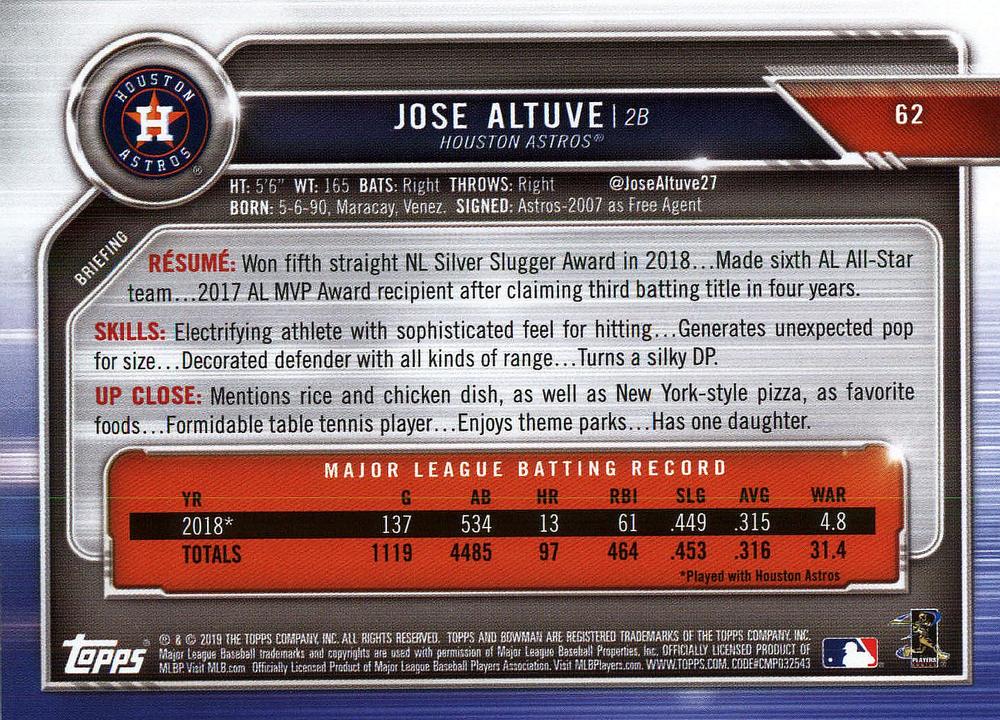 HOUSTON
H
ASTROS®
JOSE ALTUVE | 2B
HOUSTON ASTROS®
62
HT: 5'6" WT: 165 BATS: Right THROWS: Right @JoseAltuve27
BORN: 5-6-90, Maracay, Venez. SIGNED: Astros-2007 as Free Agent
BRIEFING
RÉSUMÉ: Won fifth straight NL Silver Slugger Award in 2018...Made sixth AL All-Star
team...2017 AL MVP Award recipient after claiming third batting title in four years.
SKILLS: Electrifying athlete with sophisticated feel for hitting...Generates unexpected pop
for size...Decorated defender with all kinds of range...Turns a silky DP.
UP CLOSE: Mentions rice and chicken dish, as well as New York-style pizza, as favorite
foods...Formidable table tennis player...Enjoys theme parks...Has one daughter.
MAJOR LEAGUE BATTING RECORD
YR G AB HR RBI SLG AVG WAR
2018* 137 534 13 61 .449 .315 4.8
TOTALS 1119 4485 97 464 .453 .316 31.4
*Played with Houston Astros
Topps®
® & © 2019 THE TOPPS COMPANY, INC. ALL RIGHTS RESERVED. TOPPS AND BOWMAN ARE REGISTERED TRADEMARKS OF THE TOPPS COMPANY, INC.
Major League Baseball trademarks and copyrights are used with permission of Major League Baseball Properties, Inc. OFFICIALLY LICENSED PRODUCT OF
MLBP Visit MLB.com Officially Licensed Product of Major League Baseball Players Association. Visit MLBPlayers.com. WWW.TOPPS.COM. CODE#CMP032543
PLAYERS